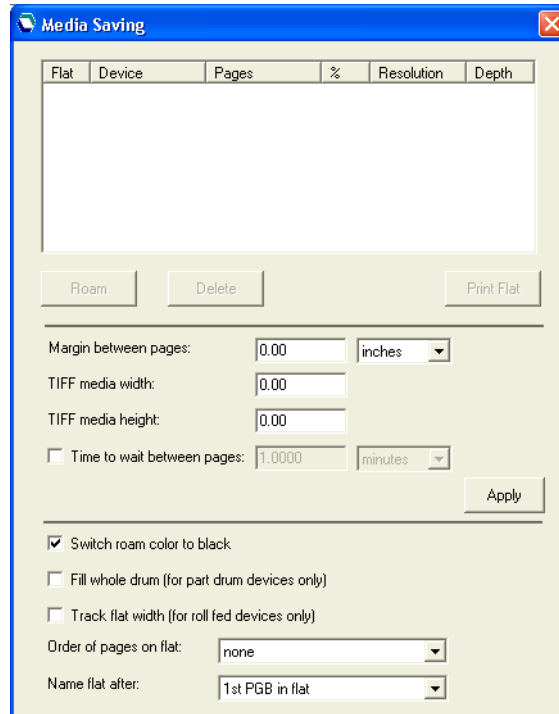 Media Saving
Flat Device Pages % Resolution Depth
Roam Delete Print Flat
Margin between pages: 0.00 inches
TIFF media width: 0.00
TIFF media height: 0.00
Time to wait between pages: 1.0000 minutes
Apply
Switch roam color to black
Fill whole drum (for part drum devices only)
Track flat width (for roll fed devices only)
Order of pages on flat: none
Name flat after: 1st PGB in flat